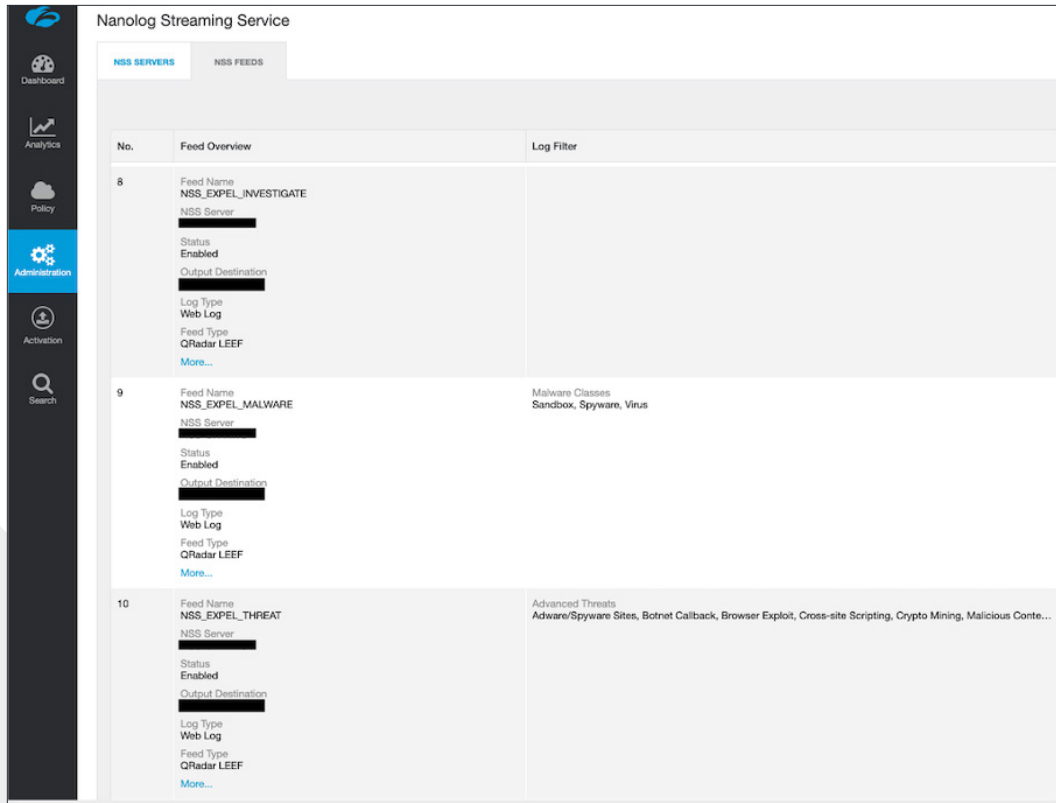 Nanolog Streaming Service
NSS SERVERS
NSS FEEDS
Dashboard
Analytics
Policy
Administration
Activation
Search
No.
Feed Overview
Log Filter
8
Feed Name
NSS_EXPEL_INVESTIGATE
NSS Server
Status
Enabled
Output Destination
Log Type
Web Log
Feed Type
QRadar LEEF
More...
9
Feed Name
NSS_EXPEL_MALWARE
NSS Server
Status
Enabled
Output Destination
Log Type
Web Log
Feed Type
QRadar LEEF
More...
Malware Classes
Sandbox, Spyware, Virus
10
Feed Name
NSS_EXPEL_THREAT
NSS Server
Status
Enabled
Output Destination
Log Type
Web Log
Feed Type
QRadar LEEF
More...
Advanced Threats
Adware/Spyware Sites, Botnet Callback, Browser Exploit, Cross-site Scripting, Crypto Mining, Malicious Conte...